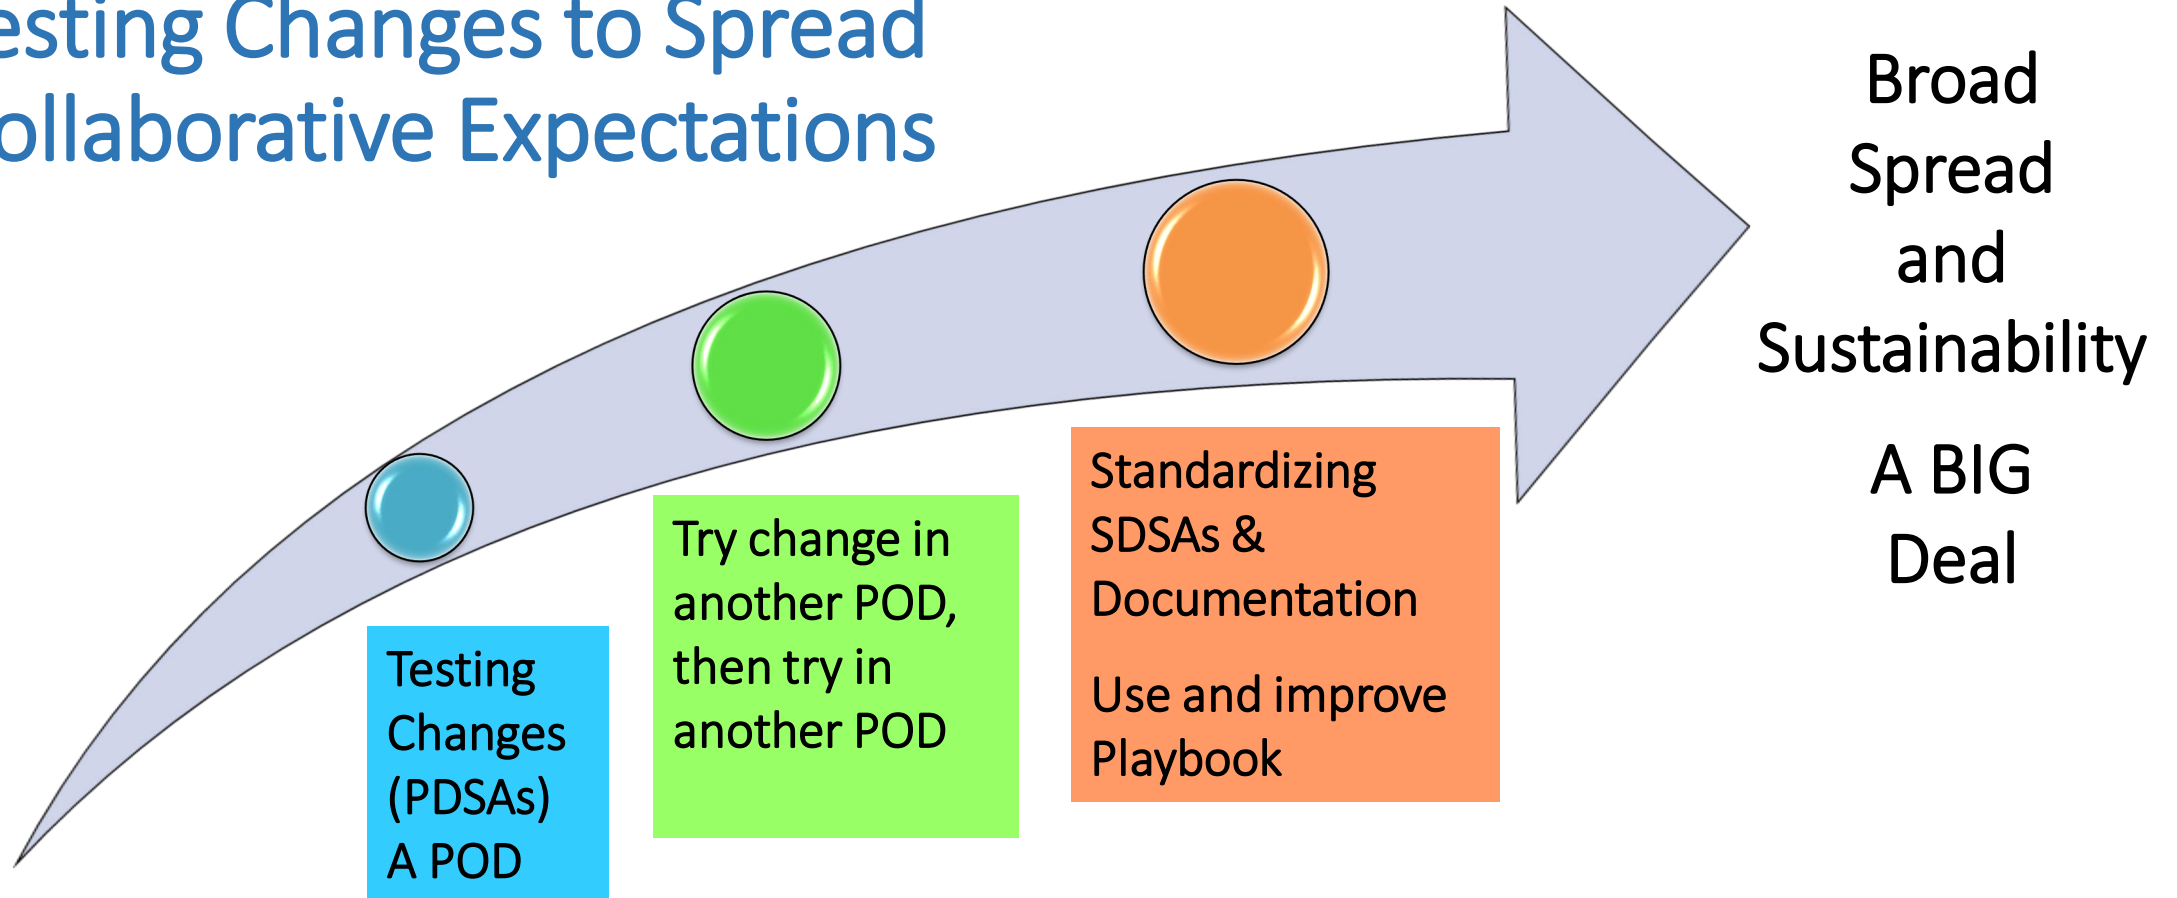 esting Changes to Spread
ollaborative Expectations
Broad
Spread
and
Sustainability
A BIG
Deal
Standardizing
SDSAs &
Documentation
Use and improve
Playbook
Try change in
another POD,
then try in
another POD
Testing
Changes
(PDSAs)
A POD